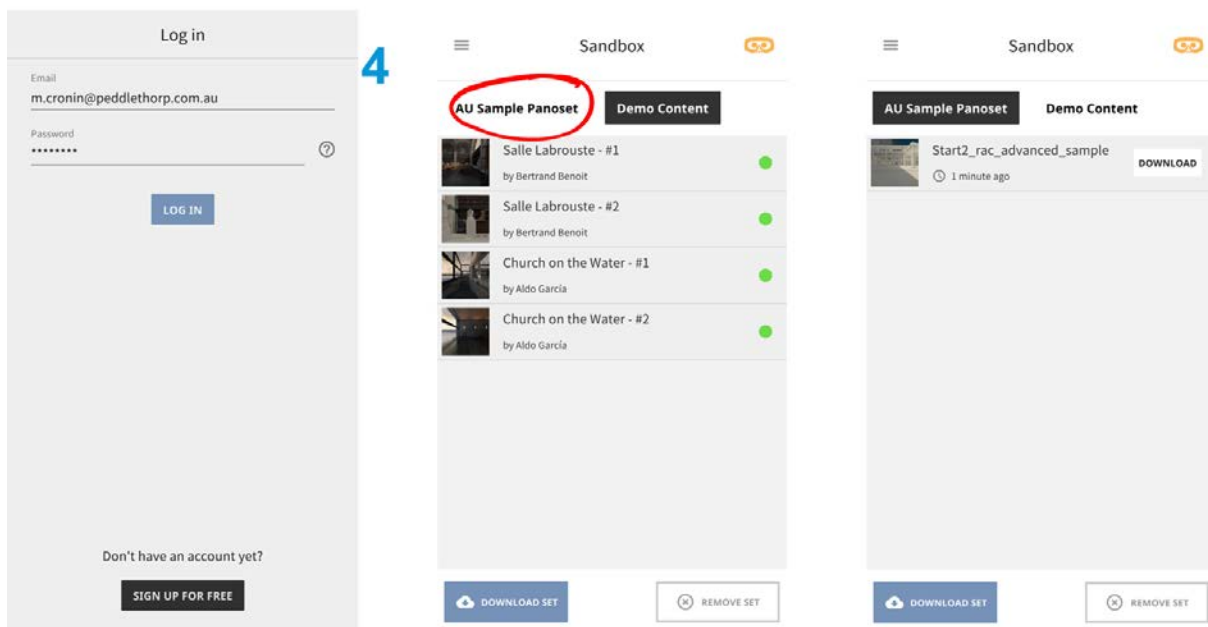 Log in
Email
m.cronin@peddlethorp.com.au
Password
••••••••
LOG IN
Don't have an account yet?
SIGN UP FOR FREE
4
Sandbox
AU Sample Panoset
Demo Content
Salle Labrouste - #1
by Bertrand Benoit
Salle Labrouste - #2
by Bertrand Benoit
Church on the Water - #1
by Aldo García
Church on the Water - #2
by Aldo García
DOWNLOAD SET
REMOVE SET
Sandbox
AU Sample Panoset
Demo Content
Start2_rac_advanced_sample
1 minute ago
DOWNLOAD
DOWNLOAD SET
REMOVE SET